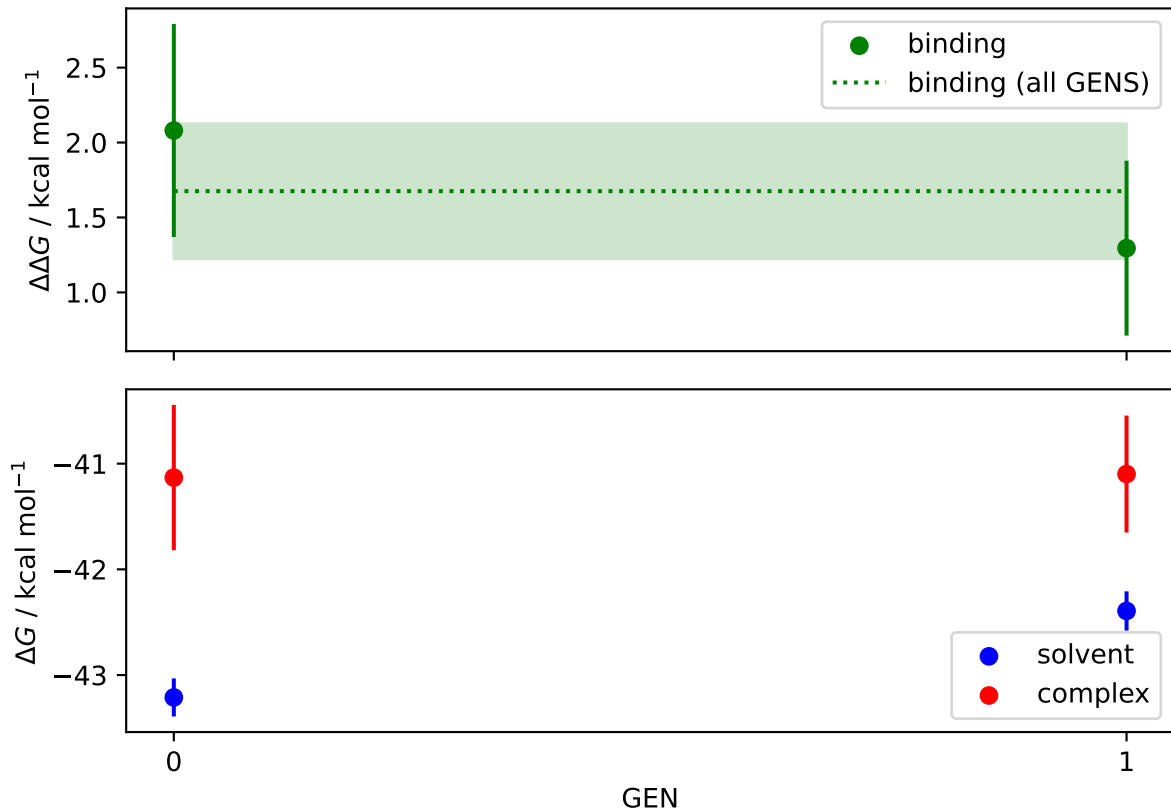 2.5
2.0
1.5
1.0
ΔΔG / kcal mol⁻¹
binding
binding (all GENS)
−41
−42
−43
ΔG / kcal mol⁻¹
solvent
complex
0
1
GEN